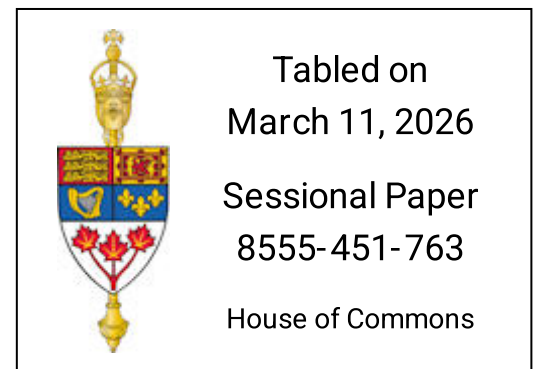 Tabled on
March 11, 2026
Sessional Paper
8555-451-763
House of Commons